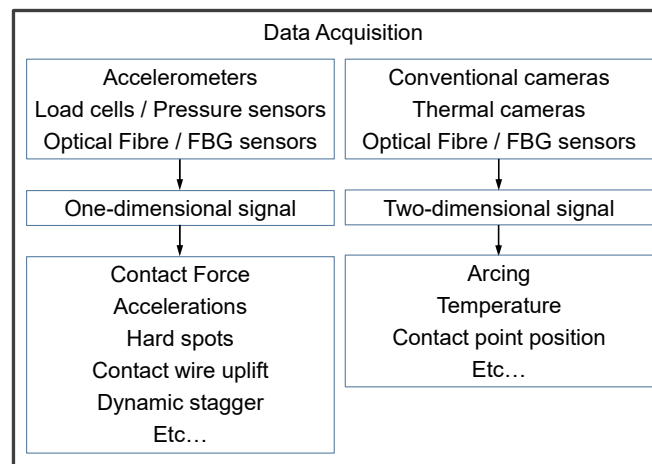 Data Acquisition
Accelerometers
Load cells / Pressure sensors
Optical Fibre / FBG sensors
One-dimensional signal
Contact Force
Accelerations
Hard spots
Contact wire uplift
Dynamic stagger
Etc...
Conventional cameras
Thermal cameras
Optical Fibre / FBG sensors
Two-dimensional signal
Arcing
Temperature
Contact point position
Etc...